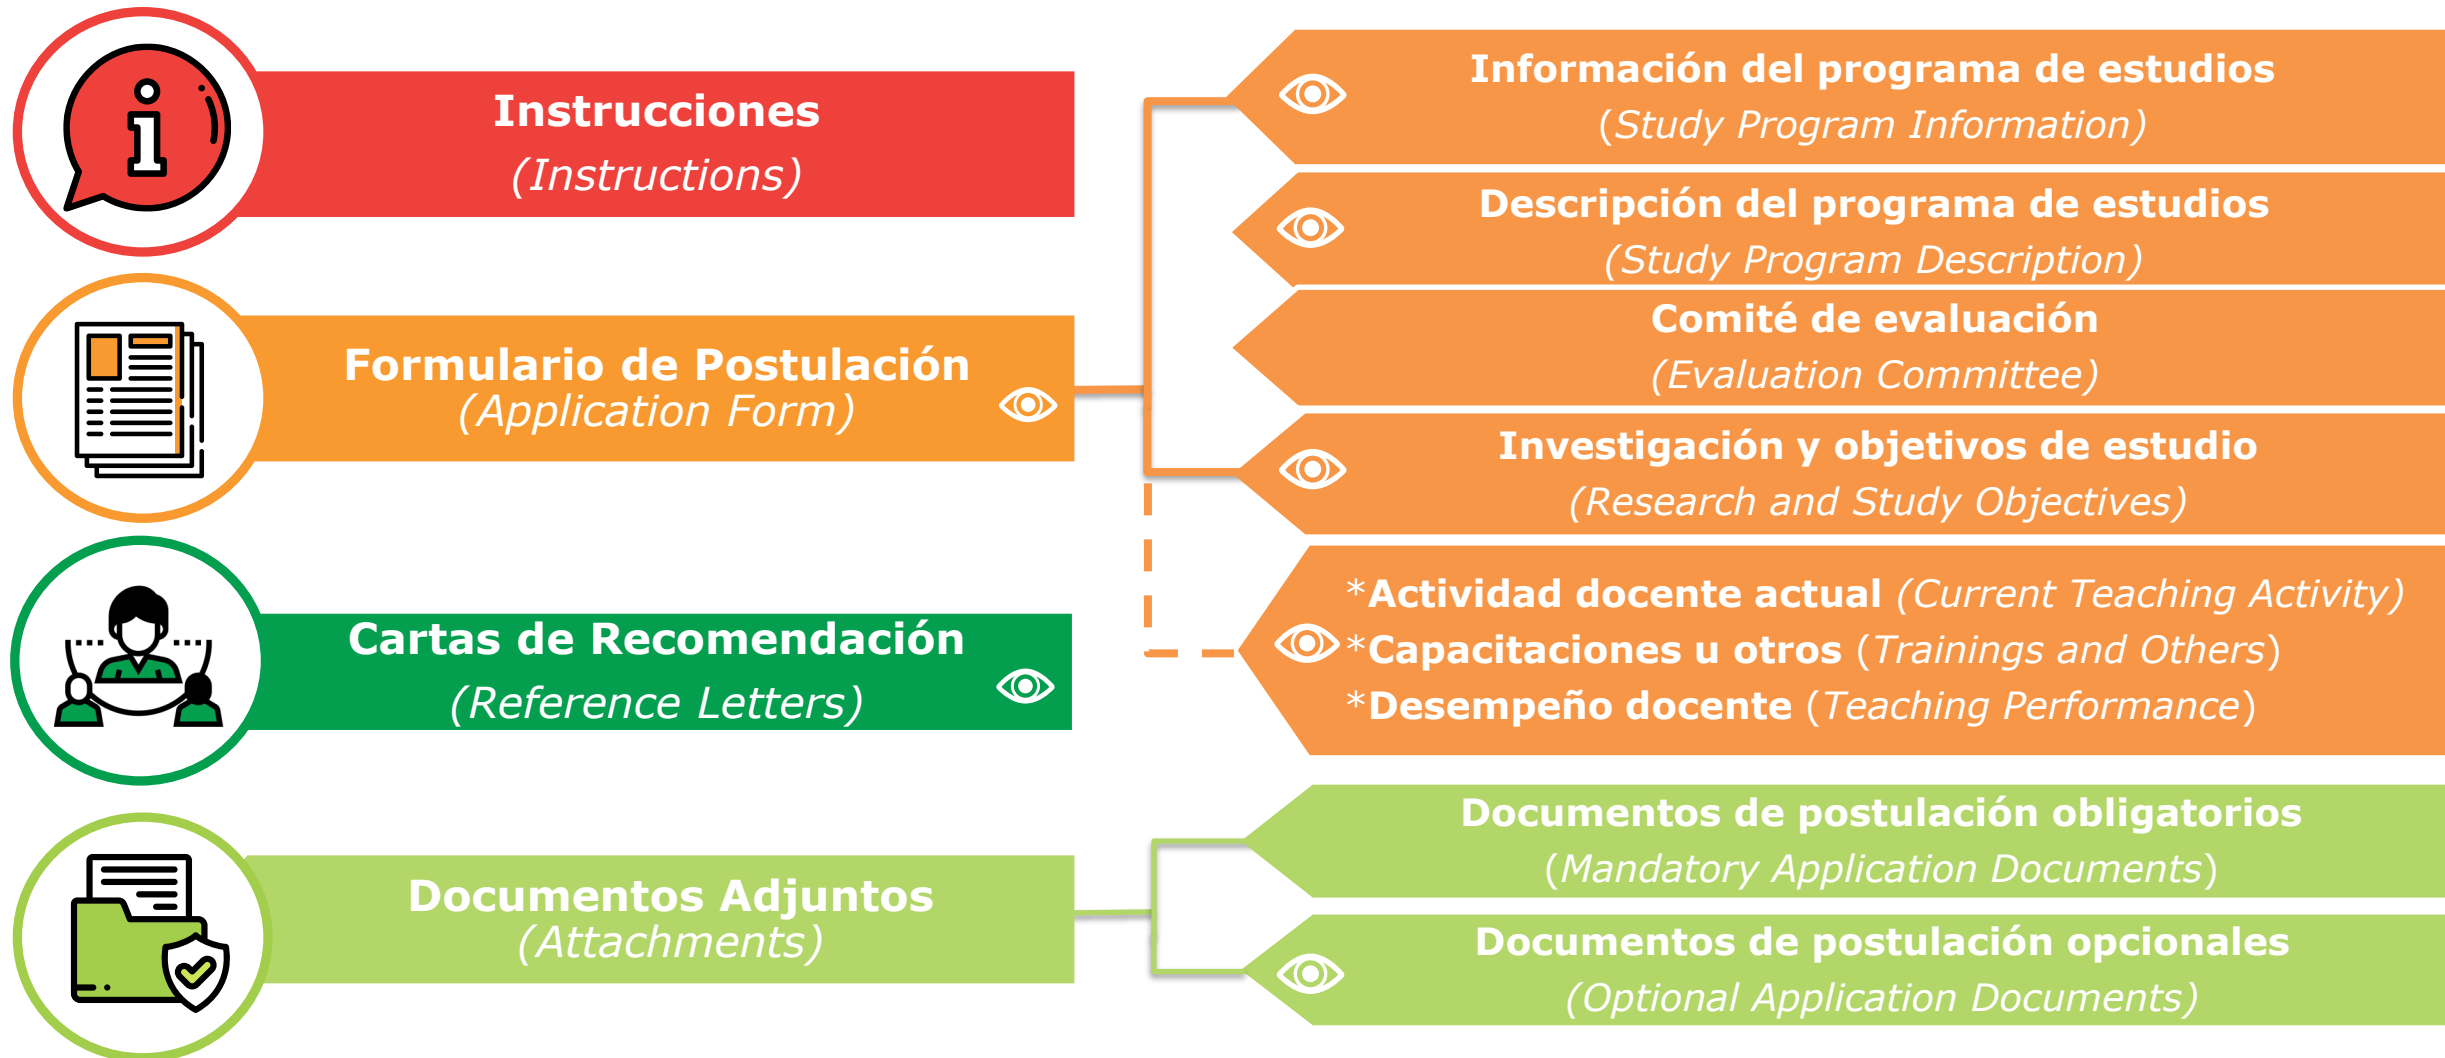 Instrucciones
(Instructions)
Formulario de Postulación
(Application Form)
Cartas de Recomendación
(Reference Letters)
Documentos Adjuntos
(Attachments)
Información del programa de estudios
(Study Program Information)
Descripción del programa de estudios
(Study Program Description)
Comité de evaluación
(Evaluation Committee)
Investigación y objetivos de estudio
(Research and Study Objectives)
*Actividad docente actual (Current Teaching Activity)
*Capacitaciones u otros (Trainings and Others)
*Desempeño docente (Teaching Performance)
Documentos de postulación obligatorios
(Mandatory Application Documents)
Documentos de postulación opcionales
(Optional Application Documents)